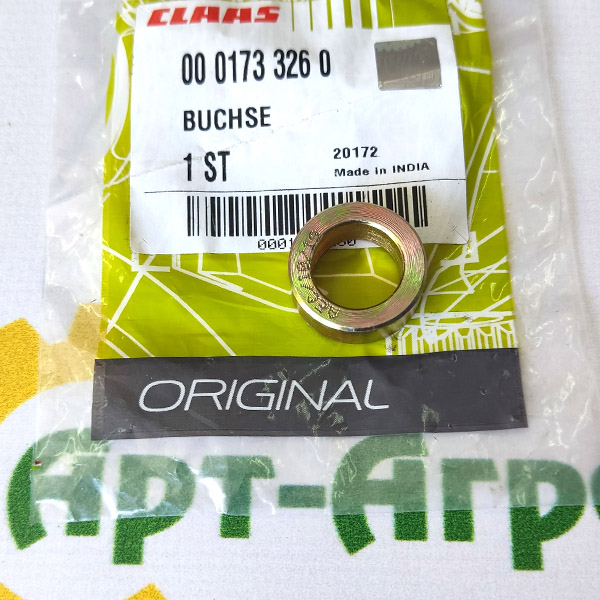 CLAAS
00 0173 326 0
BUCHSE
1 ST
20172
Made in INDIA
ORIGINAL
АРТ-АГРО